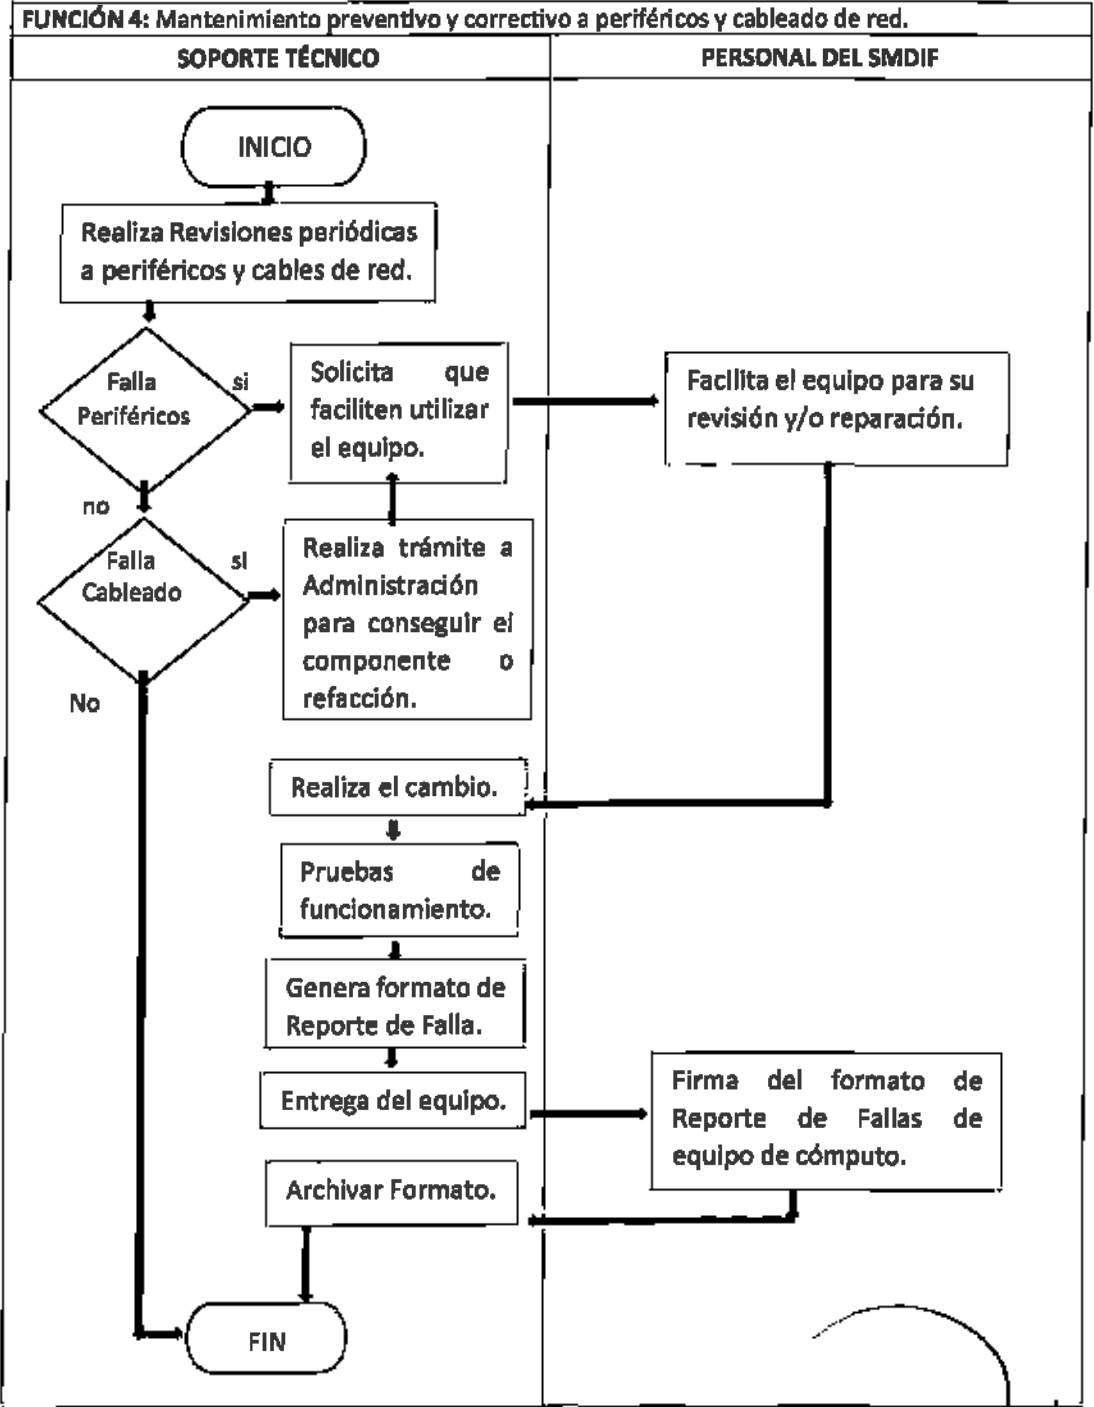 FUNCIÓN 4: Mantenimiento preventivo y correctivo a periféricos y cableado de red.
SOPORTE TÉCNICO
PERSONAL DEL SMDIF
INICIO
Realiza Revisiones periódicas
a periféricos y cables de red.
Falla
Periféricos
si
Solicita que
faciliten utilizar
el equipo.
Facilita el equipo para su
revisión y/o reparación.
no
Falla
Cableado
si
Realiza trámite a
Administración
para conseguir el
componente o
refacción.
No
Realiza el cambio.
Pruebas de
funcionamiento.
Genera formato de
Reporte de Falla.
Entrega del equipo.
Firma del formato de
Reporte de Fallas de
equipo de cómputo.
Archivar Formato.
FIN